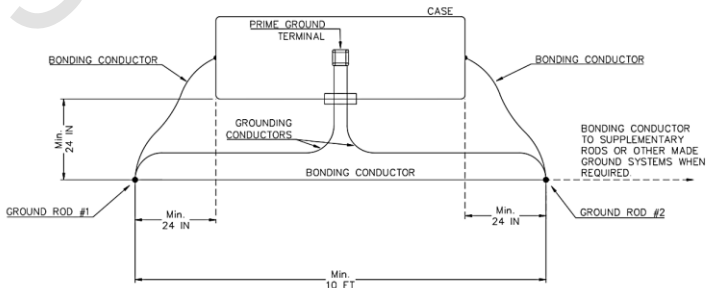 CASE
PRIME GROUND
TERMINAL
BONDING CONDUCTOR
BONDING CONDUCTOR
Min.
24 IN
GROUNDING
CONDUCTORS
BONDING CONDUCTOR
TO SUPPLEMENTARY
RODS OR OTHER MADE
GROUND SYSTEMS WHEN
REQUIRED.
BONDING CONDUCTOR
GROUND ROD #1
Min.
24 IN
Min.
24 IN
GROUND ROD #2
Min.
10 FT